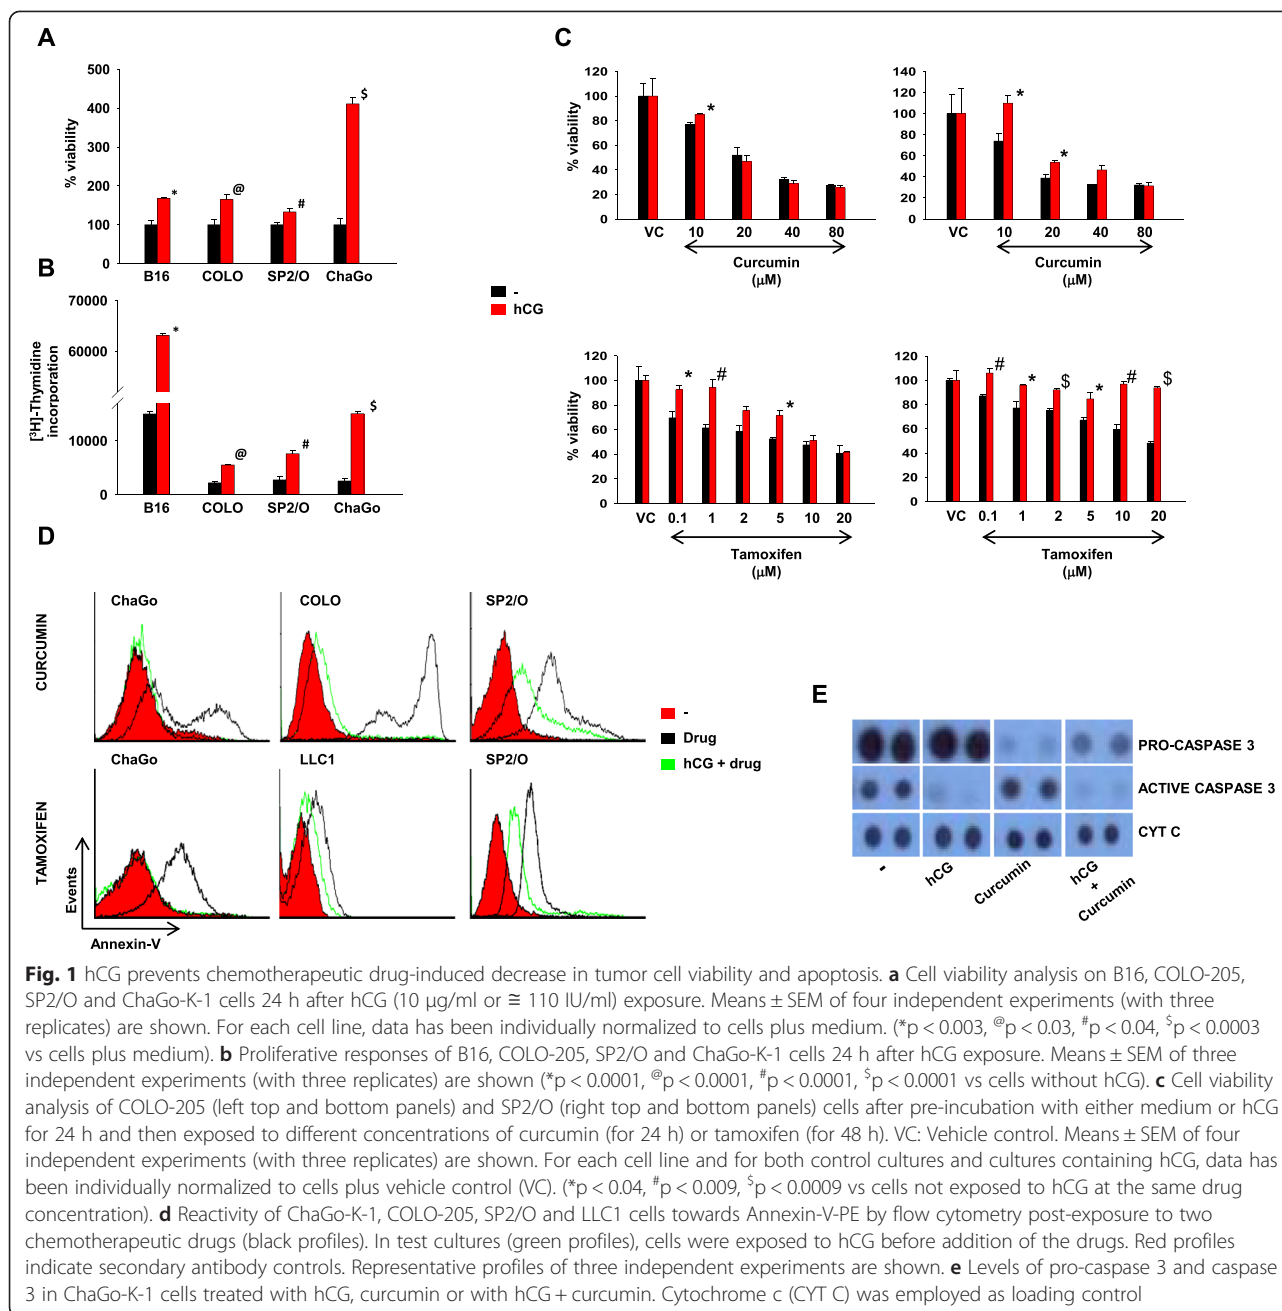 A
500
400
300
200
100
0
% viability
*
@
#
$
B16 COLO SP2/O ChaGo
B
70000
60000
10000
0
[³H]-Thymidine
incorporation
*
@
#
$
B16 COLO SP2/O ChaGo
-
hCG
C
120
100
80
60
40
20
0
% viability
*
VC 10 20 40 80
Curcumin
(µM)
140
120
100
80
60
40
20
0
*
*
VC 10 20 40 80
Curcumin
(µM)
120
100
80
60
40
20
0
% viability
*
#
*
VC 0.1 1 2 5 10 20
Tamoxifen
(µM)
120
100
80
60
40
20
0
#
*
$
*
#
$
VC 0.1 1 2 5 10 20
Tamoxifen
(µM)
D
CURCUMIN
ChaGo COLO SP2/O
TAMOXIFEN
ChaGo LLC1 SP2/O
Events
Annexin-V
-
Drug
hCG + drug
E
PRO-CASPASE 3
ACTIVE CASPASE 3
CYT C
-
hCG
Curcumin
hCG
+
Curcumin
Fig. 1 hCG prevents chemotherapeutic drug-induced decrease in tumor cell viability and apoptosis. a Cell viability analysis on B16, COLO-205,
SP2/O and ChaGo-K-1 cells 24 h after hCG (10 µg/ml or ≅ 110 IU/ml) exposure. Means ± SEM of four independent experiments (with three
replicates) are shown. For each cell line, data has been individually normalized to cells plus medium. (*p < 0.003, @p < 0.03, #p < 0.04, $p < 0.0003
vs cells plus medium). b Proliferative responses of B16, COLO-205, SP2/O and ChaGo-K-1 cells 24 h after hCG exposure. Means ± SEM of three
independent experiments (with three replicates) are shown (*p < 0.0001, @p < 0.0001, #p < 0.0001, $p < 0.0001 vs cells without hCG). c Cell viability
analysis of COLO-205 (left top and bottom panels) and SP2/O (right top and bottom panels) cells after pre-incubation with either medium or hCG
for 24 h and then exposed to different concentrations of curcumin (for 24 h) or tamoxifen (for 48 h). VC: Vehicle control. Means ± SEM of four
independent experiments (with three replicates) are shown. For each cell line and for both control cultures and cultures containing hCG, data has
been individually normalized to cells plus vehicle control (VC). (*p < 0.04, #p < 0.009, $p < 0.0009 vs cells not exposed to hCG at the same drug
concentration). d Reactivity of ChaGo-K-1, COLO-205, SP2/O and LLC1 cells towards Annexin-V-PE by flow cytometry post-exposure to two
chemotherapeutic drugs (black profiles). In test cultures (green profiles), cells were exposed to hCG before addition of the drugs. Red profiles
indicate secondary antibody controls. Representative profiles of three independent experiments are shown. e Levels of pro-caspase 3 and caspase
3 in ChaGo-K-1 cells treated with hCG, curcumin or with hCG + curcumin. Cytochrome c (CYT C) was employed as loading control